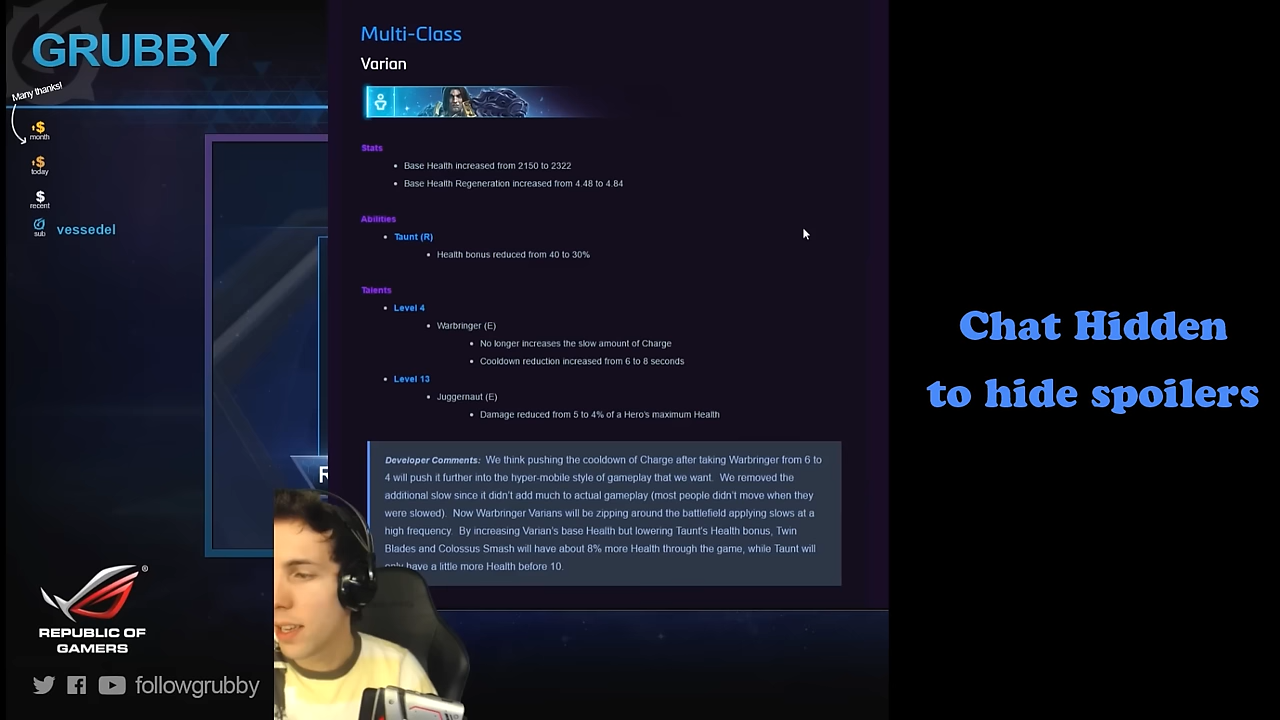 GRUBBY
Many thanks!
$
month
$
today
$
recent
sub
vessedel
REPUBLIC OF
GAMERS
®
followgrubby
R
Multi-Class
Varian
Stats
Base Health increased from 2150 to 2322
Base Health Regeneration increased from 4.48 to 4.84
Abilities
Taunt (R)
Health bonus reduced from 40 to 30%
Talents
Level 4
Warbringer (E)
No longer increases the slow amount of Charge
Cooldown reduction increased from 6 to 8 seconds
Level 13
Juggernaut (E)
Damage reduced from 5 to 4% of a Hero's maximum Health
Developer Comments: We think pushing the cooldown of Charge after taking Warbringer from 6 to
4 will push it further into the hyper-mobile style of gameplay that we want. We removed the
additional slow since it didn't add much to actual gameplay (most people didn't move when they
were slowed). Now Warbringer Varians will be zipping around the battlefield applying slows at a
high frequency. By increasing Varian's base Health but lowering Taunt's Health bonus, Twin
Blades and Colossus Smash will have about 8% more Health through the game, while Taunt will
only have a little more Health before 10.
Chat Hidden
to hide spoilers